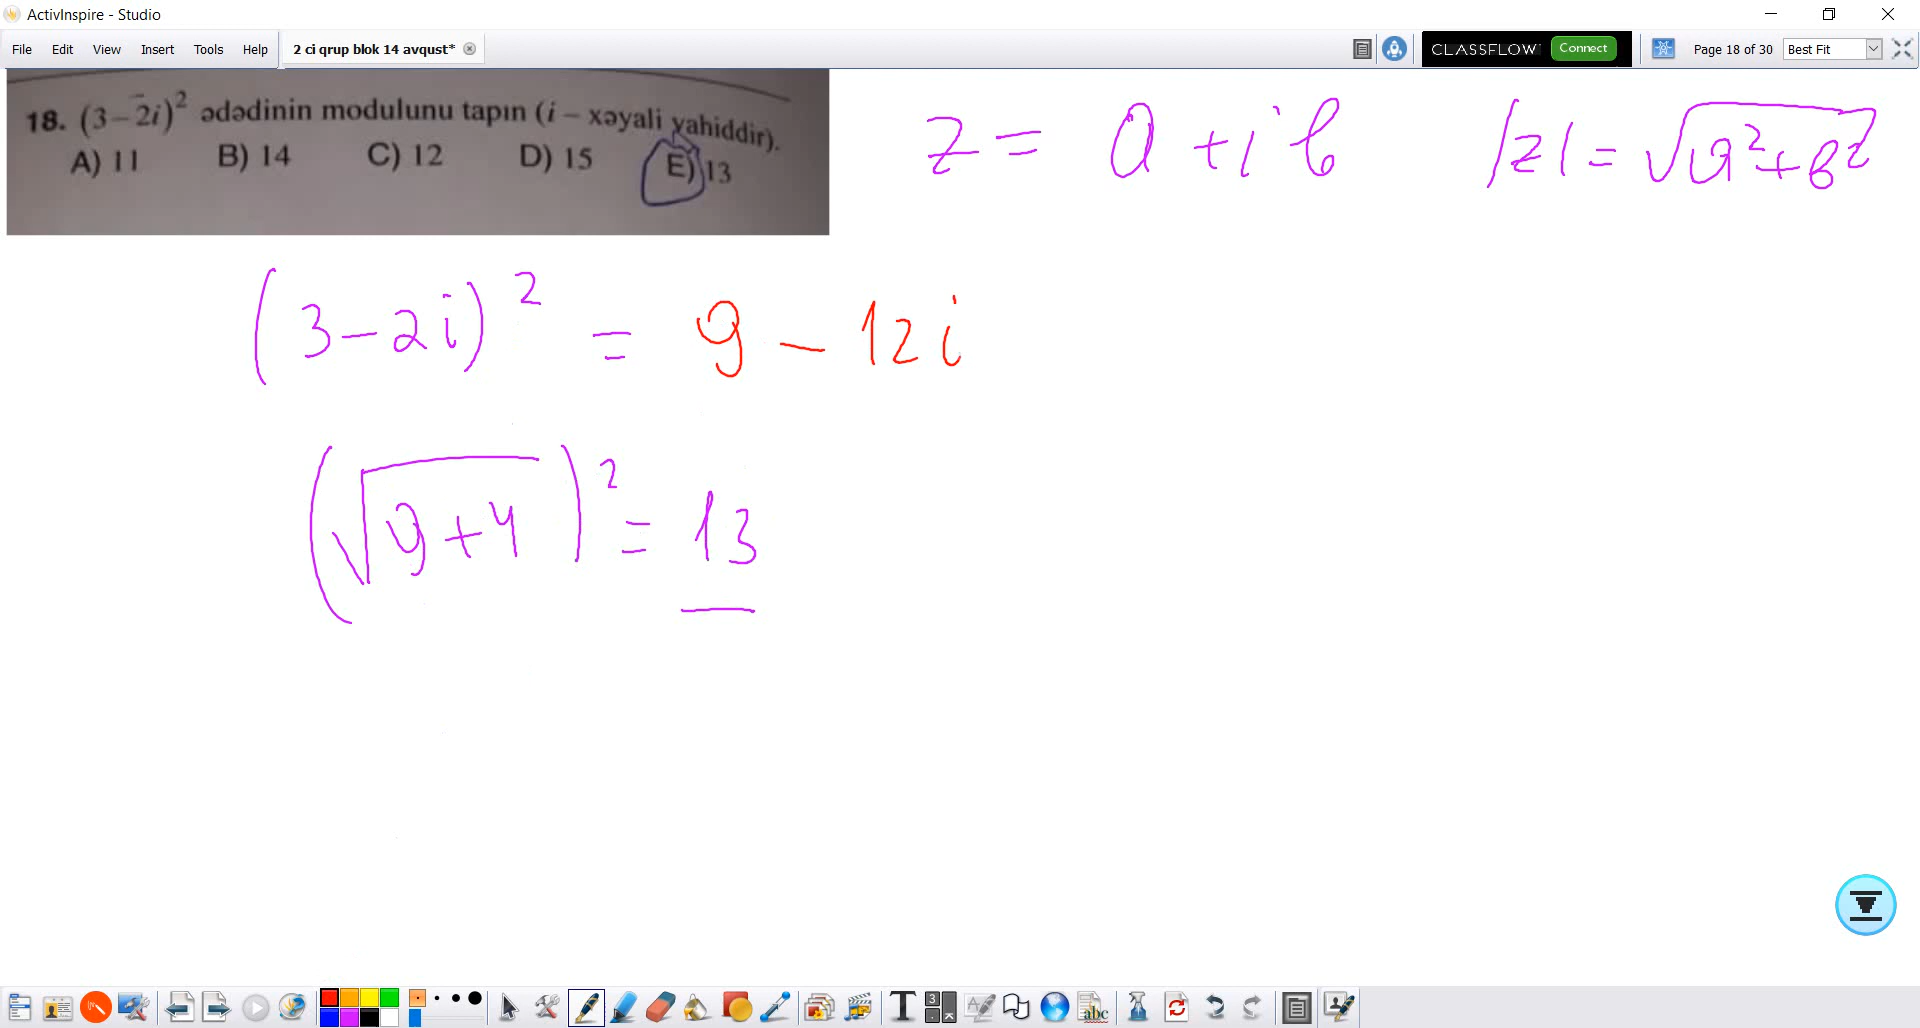 ActivInspire - Studio
File Edit View Insert Tools Help 2 ci qrup blok 14 avqust* CLASSFLOW Connect Page 18 of 30 Best Fit
18. (3-2i)² ədədinin modulunu tapın (i – xəyali vahiddir).
A) 11 B) 14 C) 12 D) 15 E) 13
z = a + i b |z| = √a²+b²
(3-2i)² = 9 - 12i
(√9+4)² = 13
T 3 abc